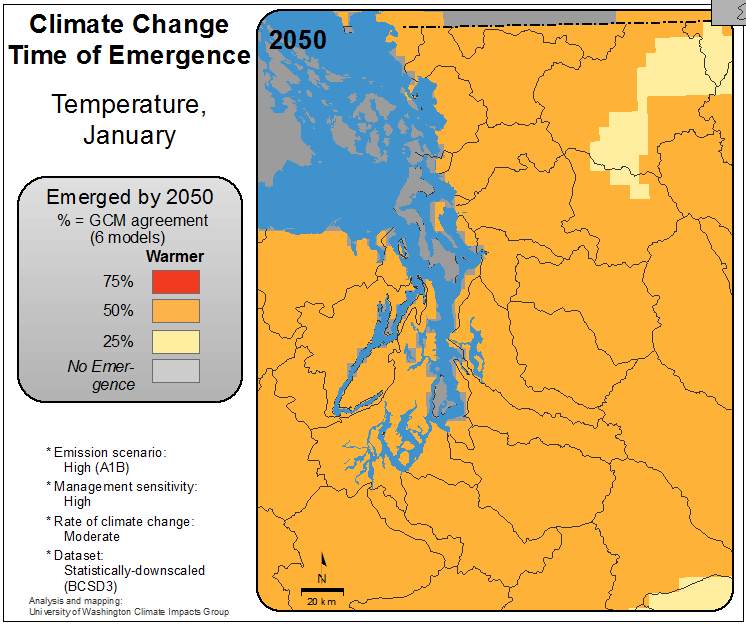 Climate Change
Time of Emergence
Temperature,
January
Emerged by 2050
% = GCM agreement
(6 models)
Warmer
75%
50%
25%
No Emer-
gence
* Emission scenario:
High (A1B)
* Management sensitivity:
High
* Rate of climate change:
Moderate
* Dataset:
Statistically-downscaled
(BCSD3)
Analysis and mapping:
University of Washington Climate Impacts Group
2050
N
20 km